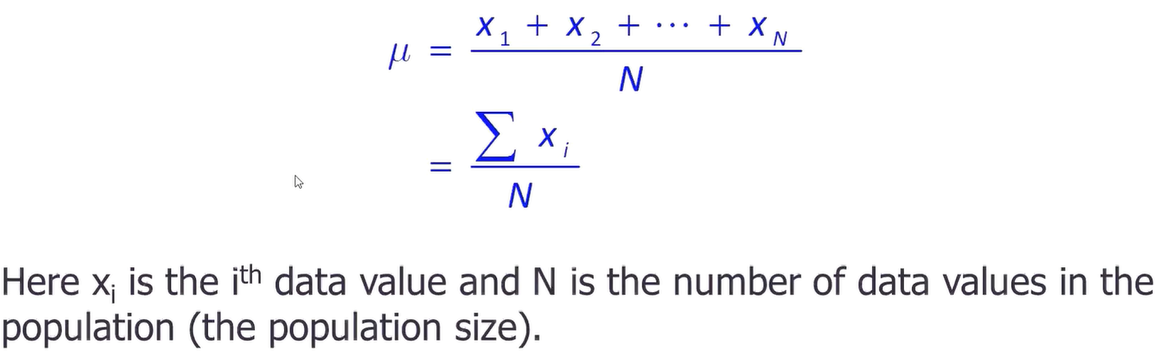 μ = (x₁ + x₂ + ⋯ + x_N) / N
= ∑ xᵢ / N
Here xᵢ is the iᵗʰ data value and N is the number of data values in the
population (the population size).